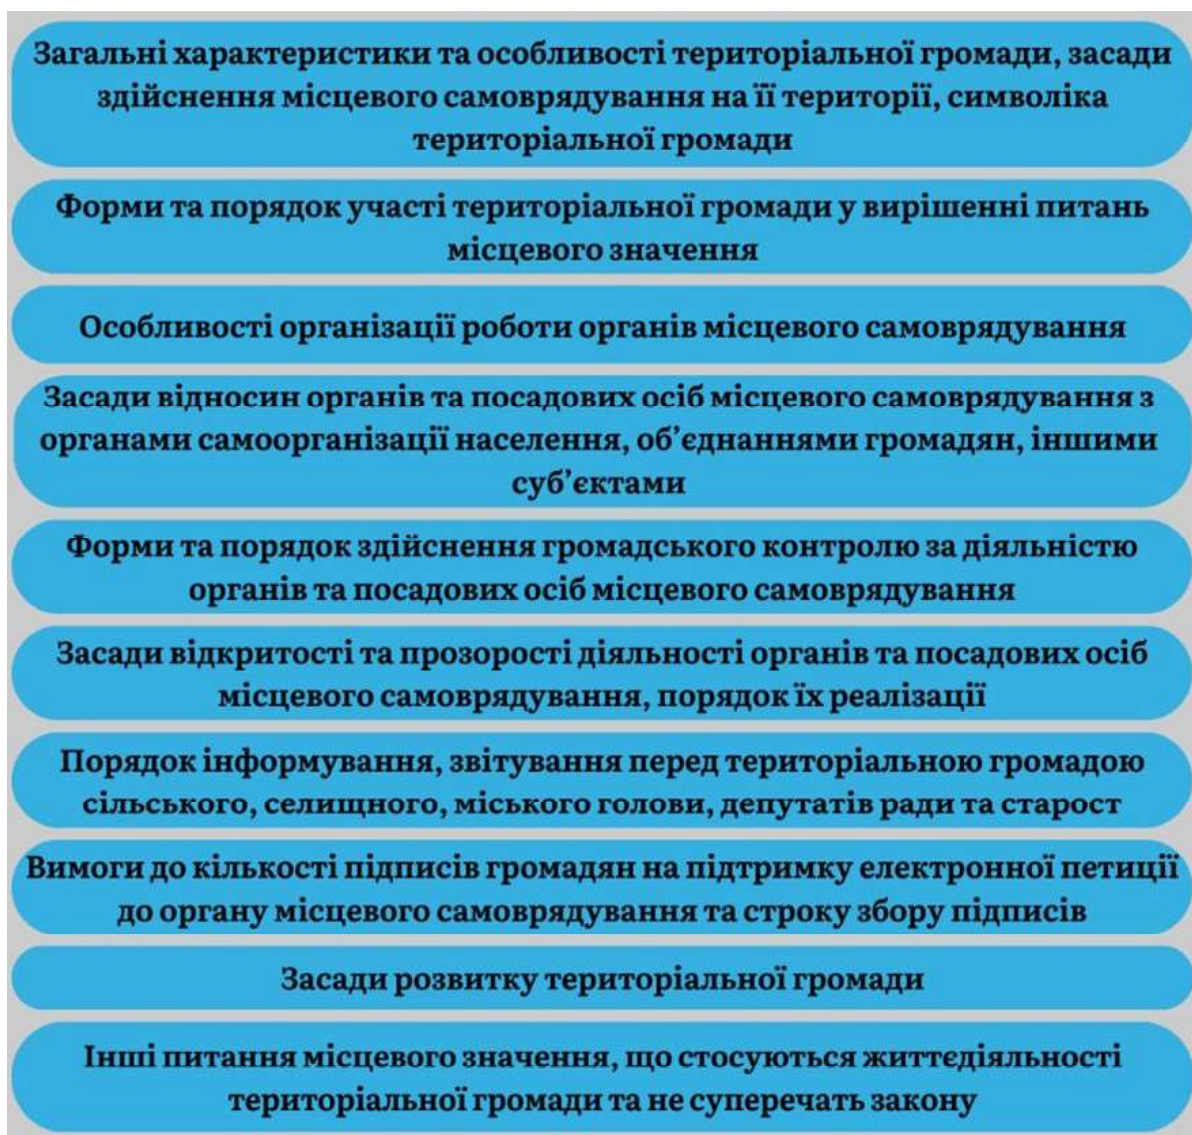 Загальні характеристики та особливості територіальної громади, засади
здійснення місцевого самоврядування на її території, символіка
територіальної громади
Форми та порядок участі територіальної громади у вирішенні питань
місцевого значення
Особливості організації роботи органів місцевого самоврядування
Засади відносин органів та посадових осіб місцевого самоврядування з
органами самоорганізації населення, об’єднаннями громадян, іншими
суб’єктами
Форми та порядок здійснення громадського контролю за діяльністю
органів та посадових осіб місцевого самоврядування
Засади відкритості та прозорості діяльності органів та посадових осіб
місцевого самоврядування, порядок їх реалізації
Порядок інформування, звітування перед територіальною громадою
сільського, селищного, міського голови, депутатів ради та старост
Вимоги до кількості підписів громадян на підтримку електронної петиції
до органу місцевого самоврядування та строку збору підписів
Засади розвитку територіальної громади
Інші питання місцевого значення, що стосуються життєдіяльності
територіальної громади та не суперечать закону